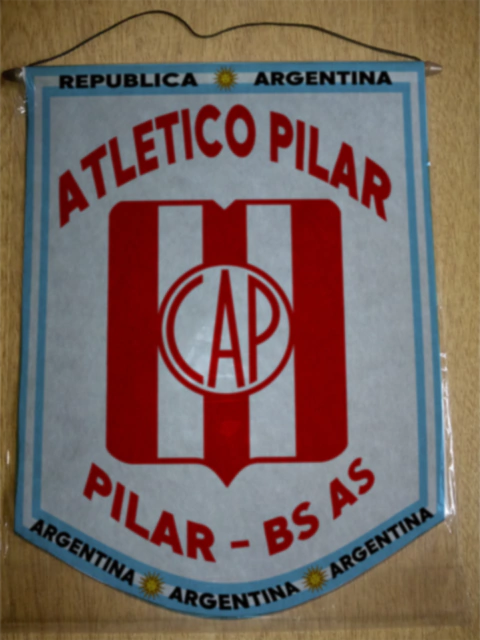 REPUBLICA ARGENTINA
ATLETICO PILAR
CAP
PILAR - BS AS
ARGENTINA ARGENTINA ARGENTINA